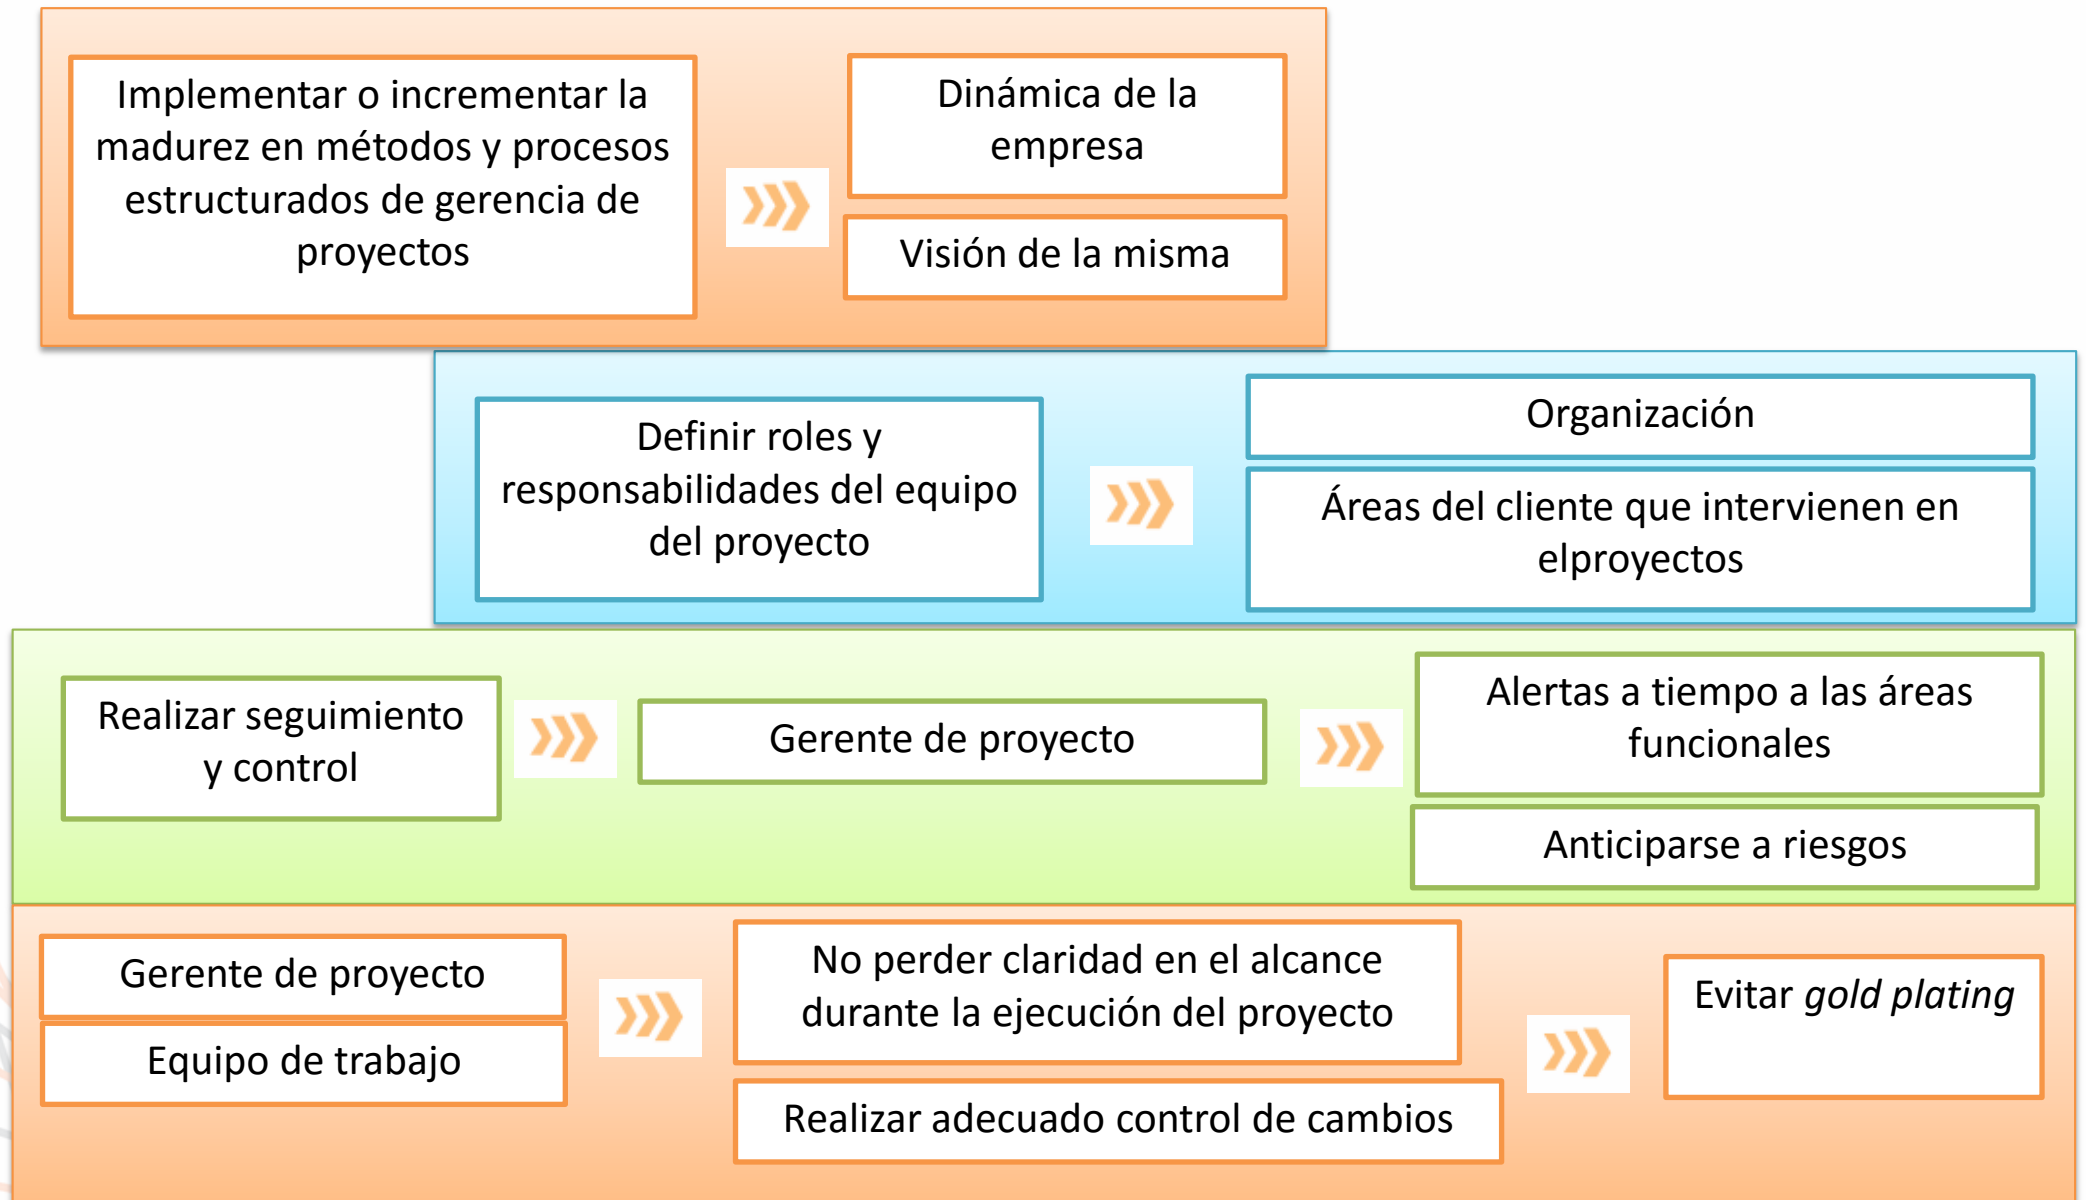 Implementar o incrementar la
madurez en métodos y procesos
estructurados de gerencia de
proyectos
Dinámica de la
empresa
Visión de la misma
Definir roles y
responsabilidades del equipo
del proyecto
Organización
Áreas del cliente que intervienen en
elproyectos
Realizar seguimiento
y control
Gerente de proyecto
Alertas a tiempo a las áreas
funcionales
Anticiparse a riesgos
Gerente de proyecto
Equipo de trabajo
No perder claridad en el alcance
durante la ejecución del proyecto
Realizar adecuado control de cambios
Evitar gold plating